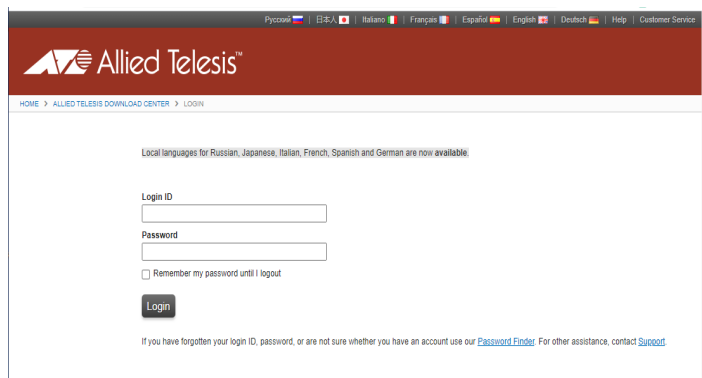 Русский | 日本人 | Italiano | Français | Español | English | Deutsch | Help | Customer Service
Allied Telesis™
HOME > ALLIED TELESIS DOWNLOAD CENTER > LOGIN
Local languages for Russian, Japanese, Italian, French, Spanish and German are now available.
Login ID
Password
Remember my password until I logout
Login
If you have forgotten your login ID, password, or are not sure whether you have an account use our Password Finder. For other assistance, contact Support.